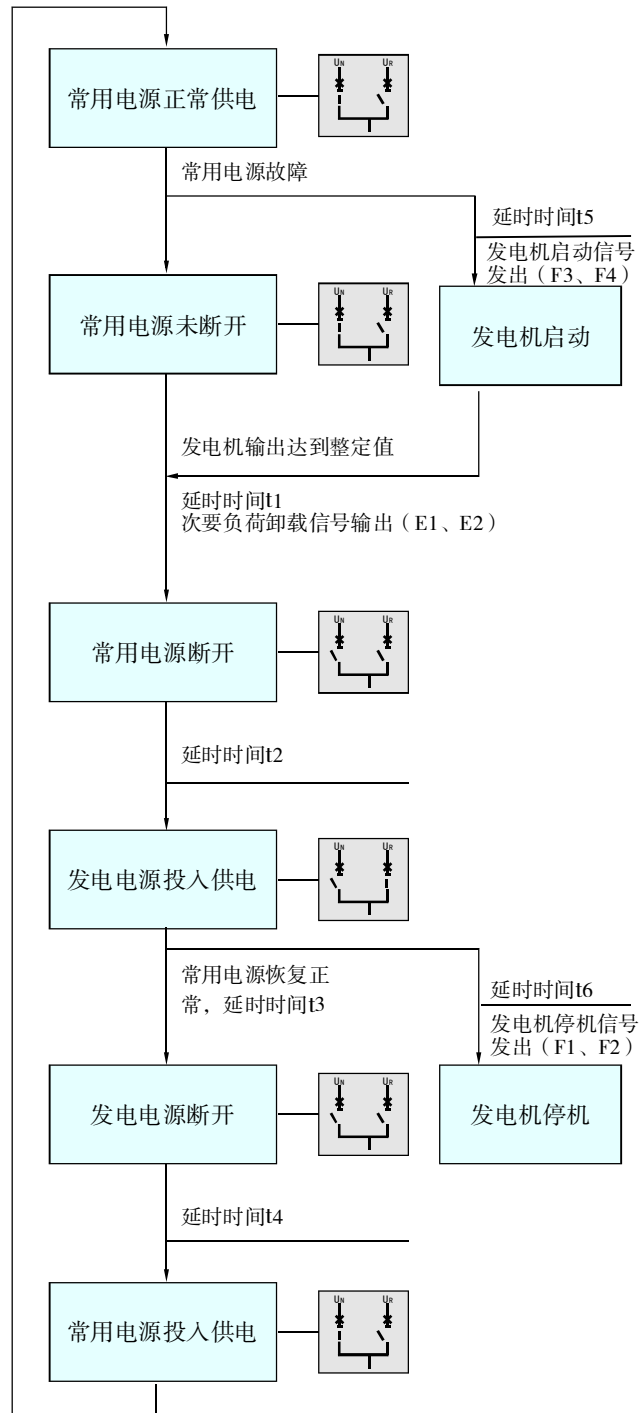 常用电源正常供电
UN UR
常用电源故障
延时时间t5
发电机启动信号
发出（F3、F4）
常用电源未断开
UN UR
发电机启动
发电机输出达到整定值
延时时间t1
次要负荷卸载信号输出（E1、E2）
常用电源断开
UN UR
延时时间t2
发电电源投入供电
UN UR
常用电源恢复正
常，延时时间t3
延时时间t6
发电机停机信号
发出（F1、F2）
发电电源断开
UN UR
发电机停机
延时时间t4
常用电源投入供电
UN UR